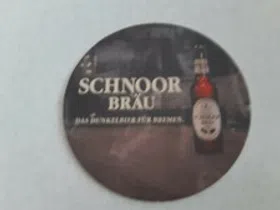 SCHNOOR
BRÄU
DAS DUNKELBIER FÜR BREMEN.